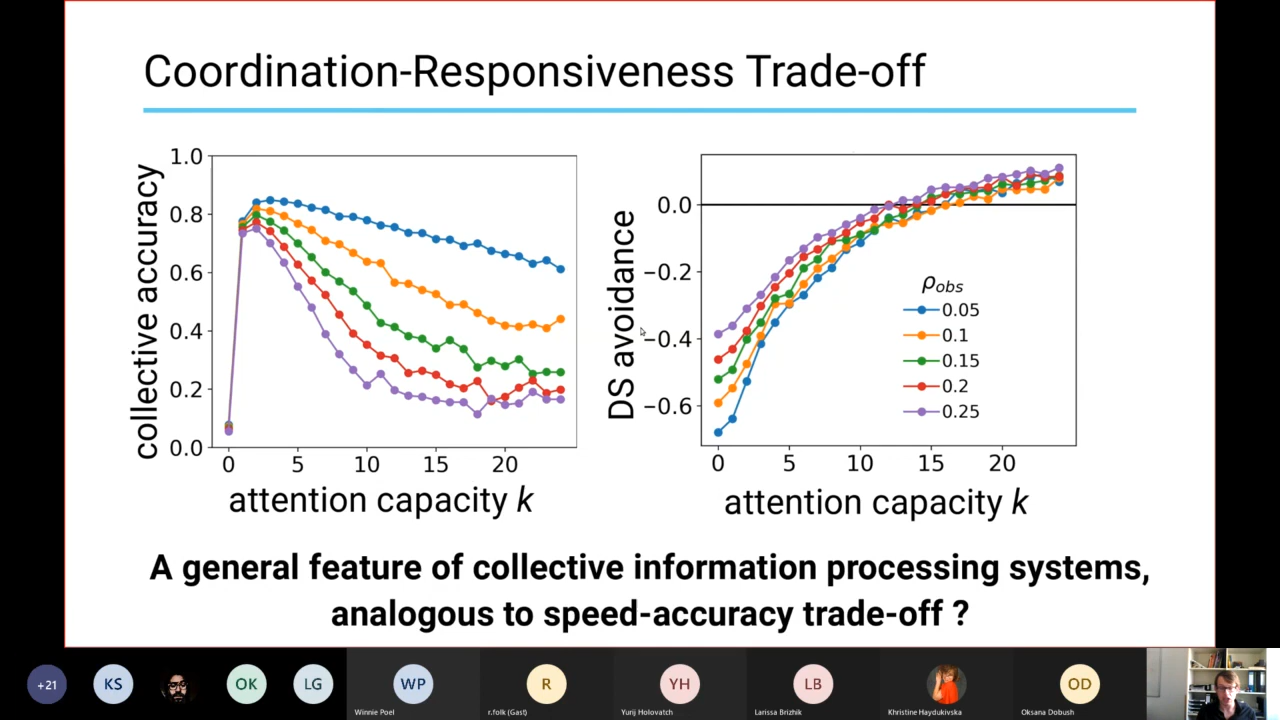 Coordination-Responsiveness Trade-off
collective accuracy
1.0
0.8
0.6
0.4
0.2
0.0
0 5 10 15 20
attention capacity k
DS avoidance
0.0
−0.2
−0.4
−0.6
0 5 10 15 20
attention capacity k
ρobs
0.05
0.1
0.15
0.2
0.25
A general feature of collective information processing systems,
analogous to speed-accuracy trade-off ?
+21
KS
OK
LG
WP
Winnie Poel
R
r.folk (Gast)
YH
Yurij Holovatch
LB
Larissa Brizhik
Khristine Haydukivska
OD
Oksana Dobush